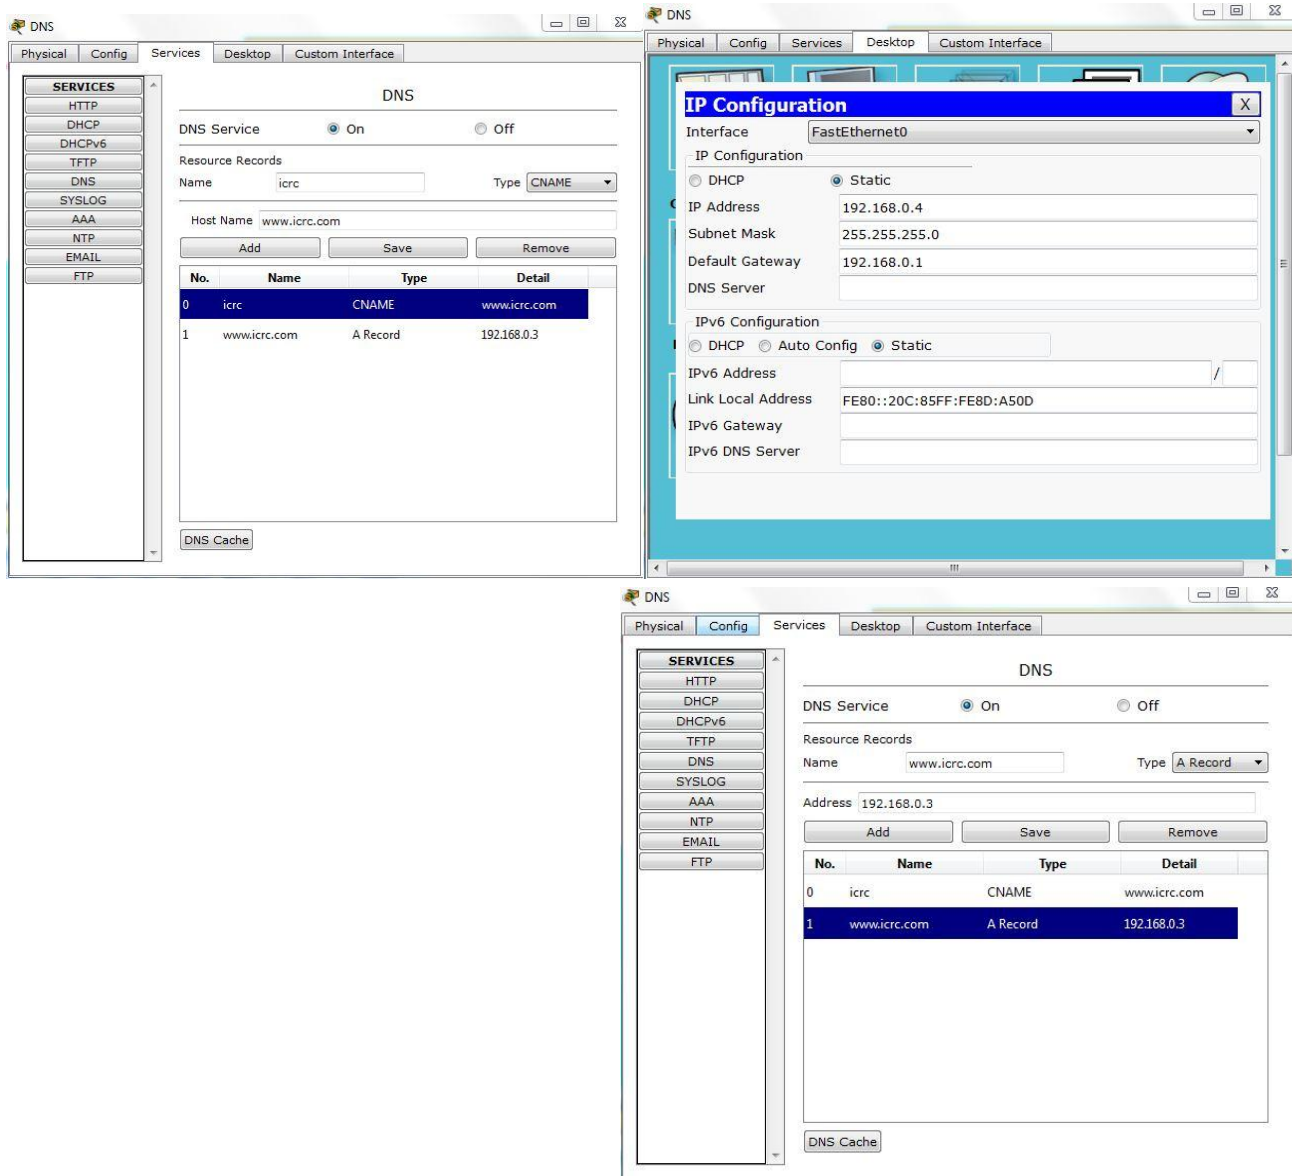 DNS
Physical Config Services Desktop Custom Interface
SERVICES
HTTP
DHCP
DHCPv6
TFTP
DNS
SYSLOG
AAA
NTP
EMAIL
FTP
DNS
DNS Service On Off
Resource Records
Name icrc Type CNAME
Host Name www.icrc.com
Add Save Remove
No. Name Type Detail
0 icrc CNAME www.icrc.com
1 www.icrc.com A Record 192.168.0.3
DNS Cache
DNS
Physical Config Services Desktop Custom Interface
IP Configuration X
Interface FastEthernet0
IP Configuration
DHCP Static
IP Address 192.168.0.4
Subnet Mask 255.255.255.0
Default Gateway 192.168.0.1
DNS Server
IPv6 Configuration
DHCP Auto Config Static
IPv6 Address /
Link Local Address FE80::20C:85FF:FE8D:A50D
IPv6 Gateway
IPv6 DNS Server
DNS
Physical Config Services Desktop Custom Interface
SERVICES
HTTP
DHCP
DHCPv6
TFTP
DNS
SYSLOG
AAA
NTP
EMAIL
FTP
DNS
DNS Service On Off
Resource Records
Name www.icrc.com Type A Record
Address 192.168.0.3
Add Save Remove
No. Name Type Detail
0 icrc CNAME www.icrc.com
1 www.icrc.com A Record 192.168.0.3
DNS Cache